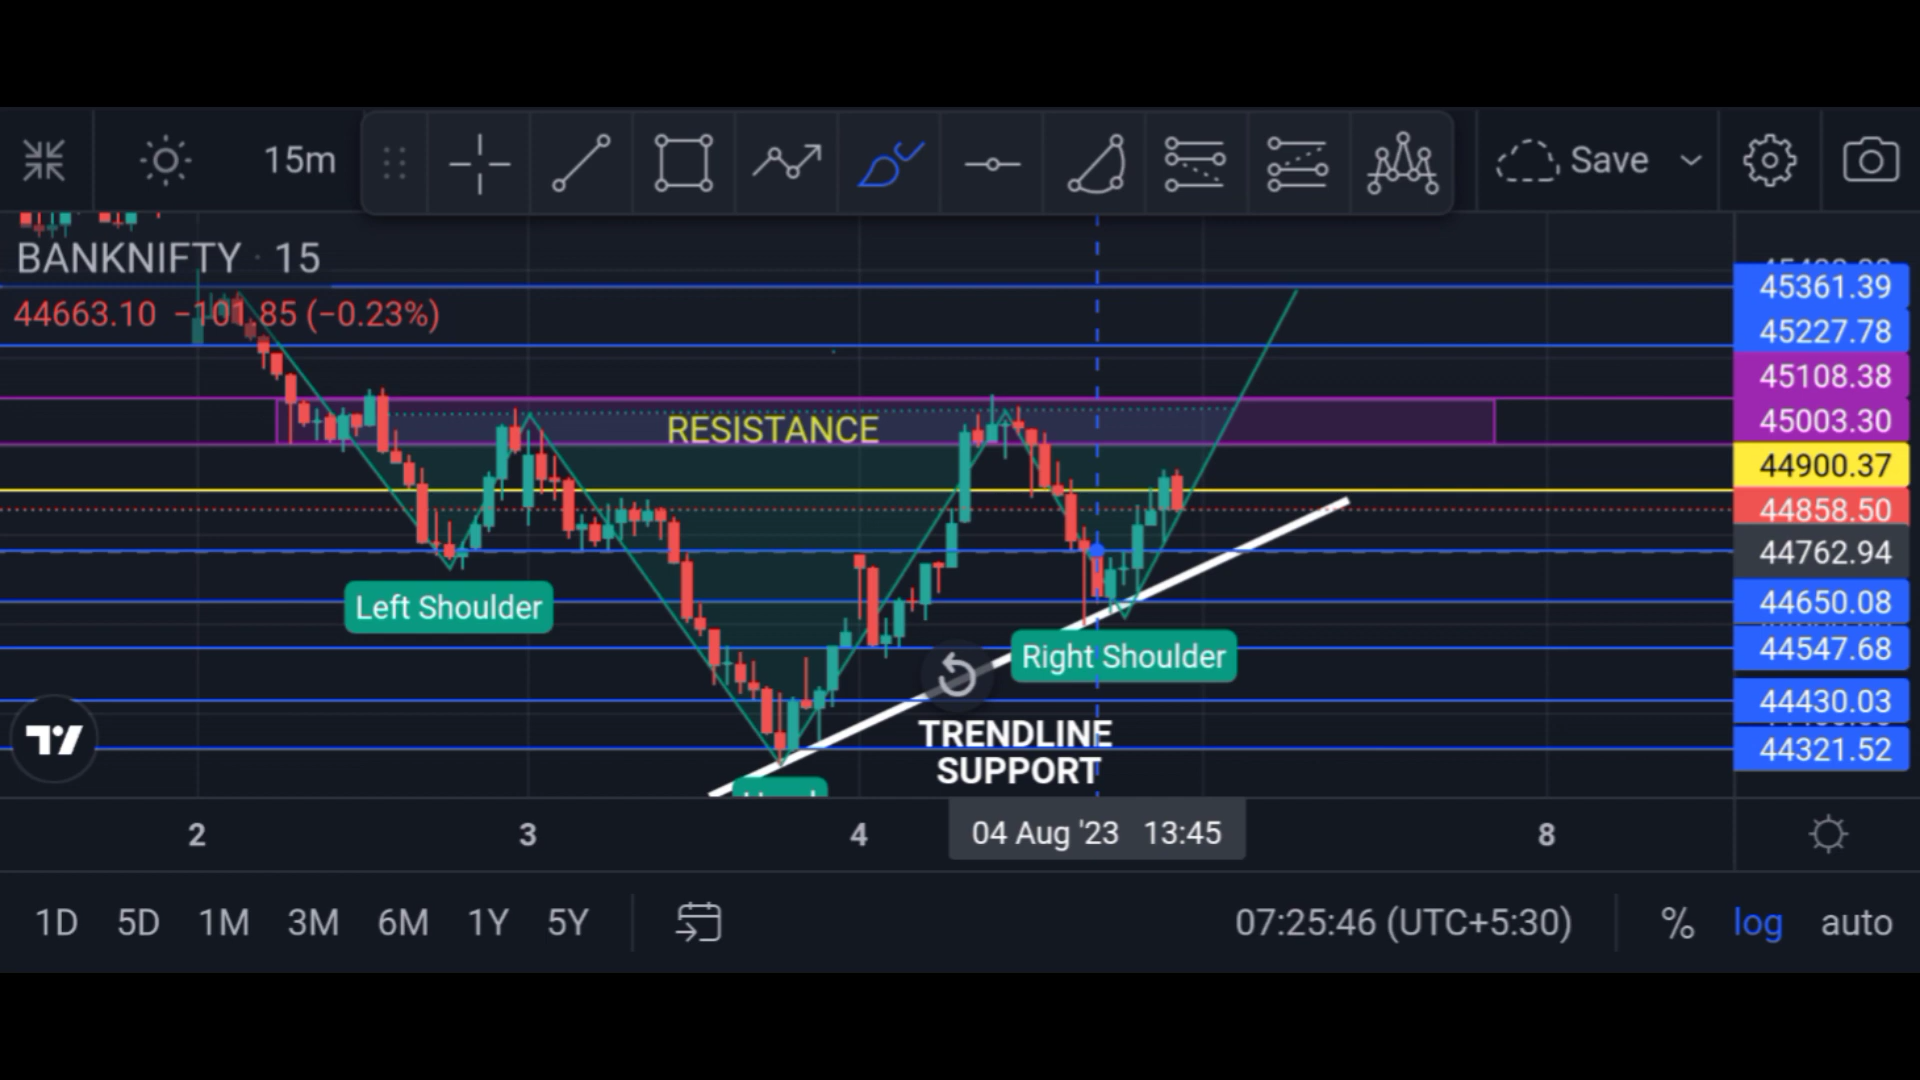 15m
Save
BANKNIFTY · 15
44663.10 −101.85 (−0.23%)
45361.39
45227.78
45108.38
45003.30
44900.37
44858.50
44762.94
44650.08
44547.68
44430.03
44321.52
RESISTANCE
Left Shoulder
Right Shoulder
TRENDLINE
SUPPORT
2 3 4 04 Aug '23 13:45 8
1D 5D 1M 3M 6M 1Y 5Y 07:25:46 (UTC+5:30) % log auto